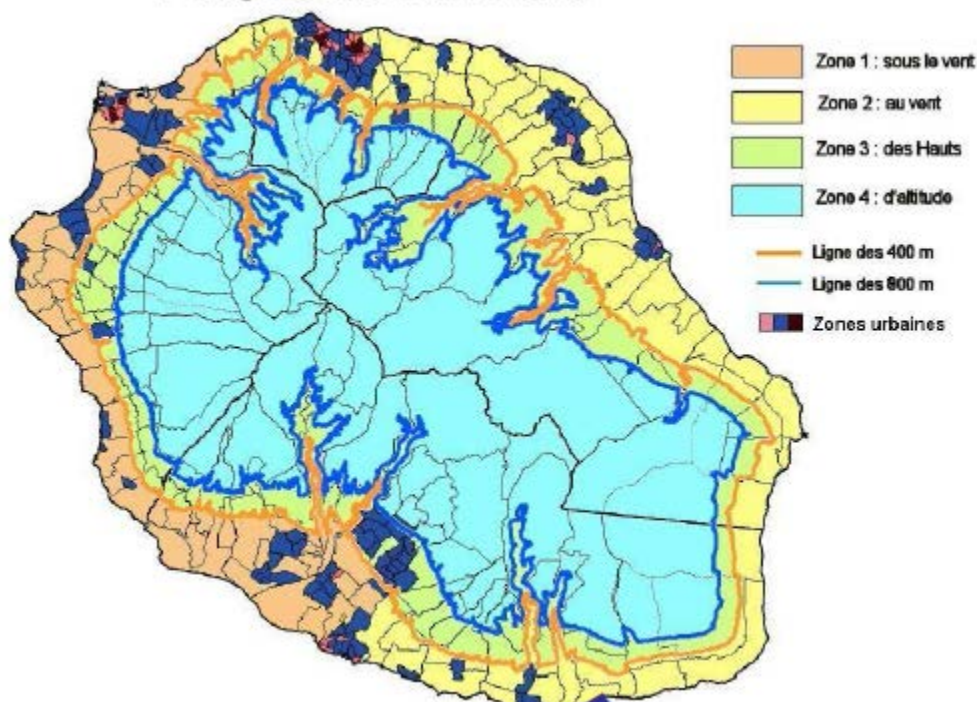 Zone 1 : sous le vent
Zone 2 : au vent
Zone 3 : des Hauts
Zone 4 : d'altitude
Ligne des 400 m
Ligne des 800 m
Zones urbaines